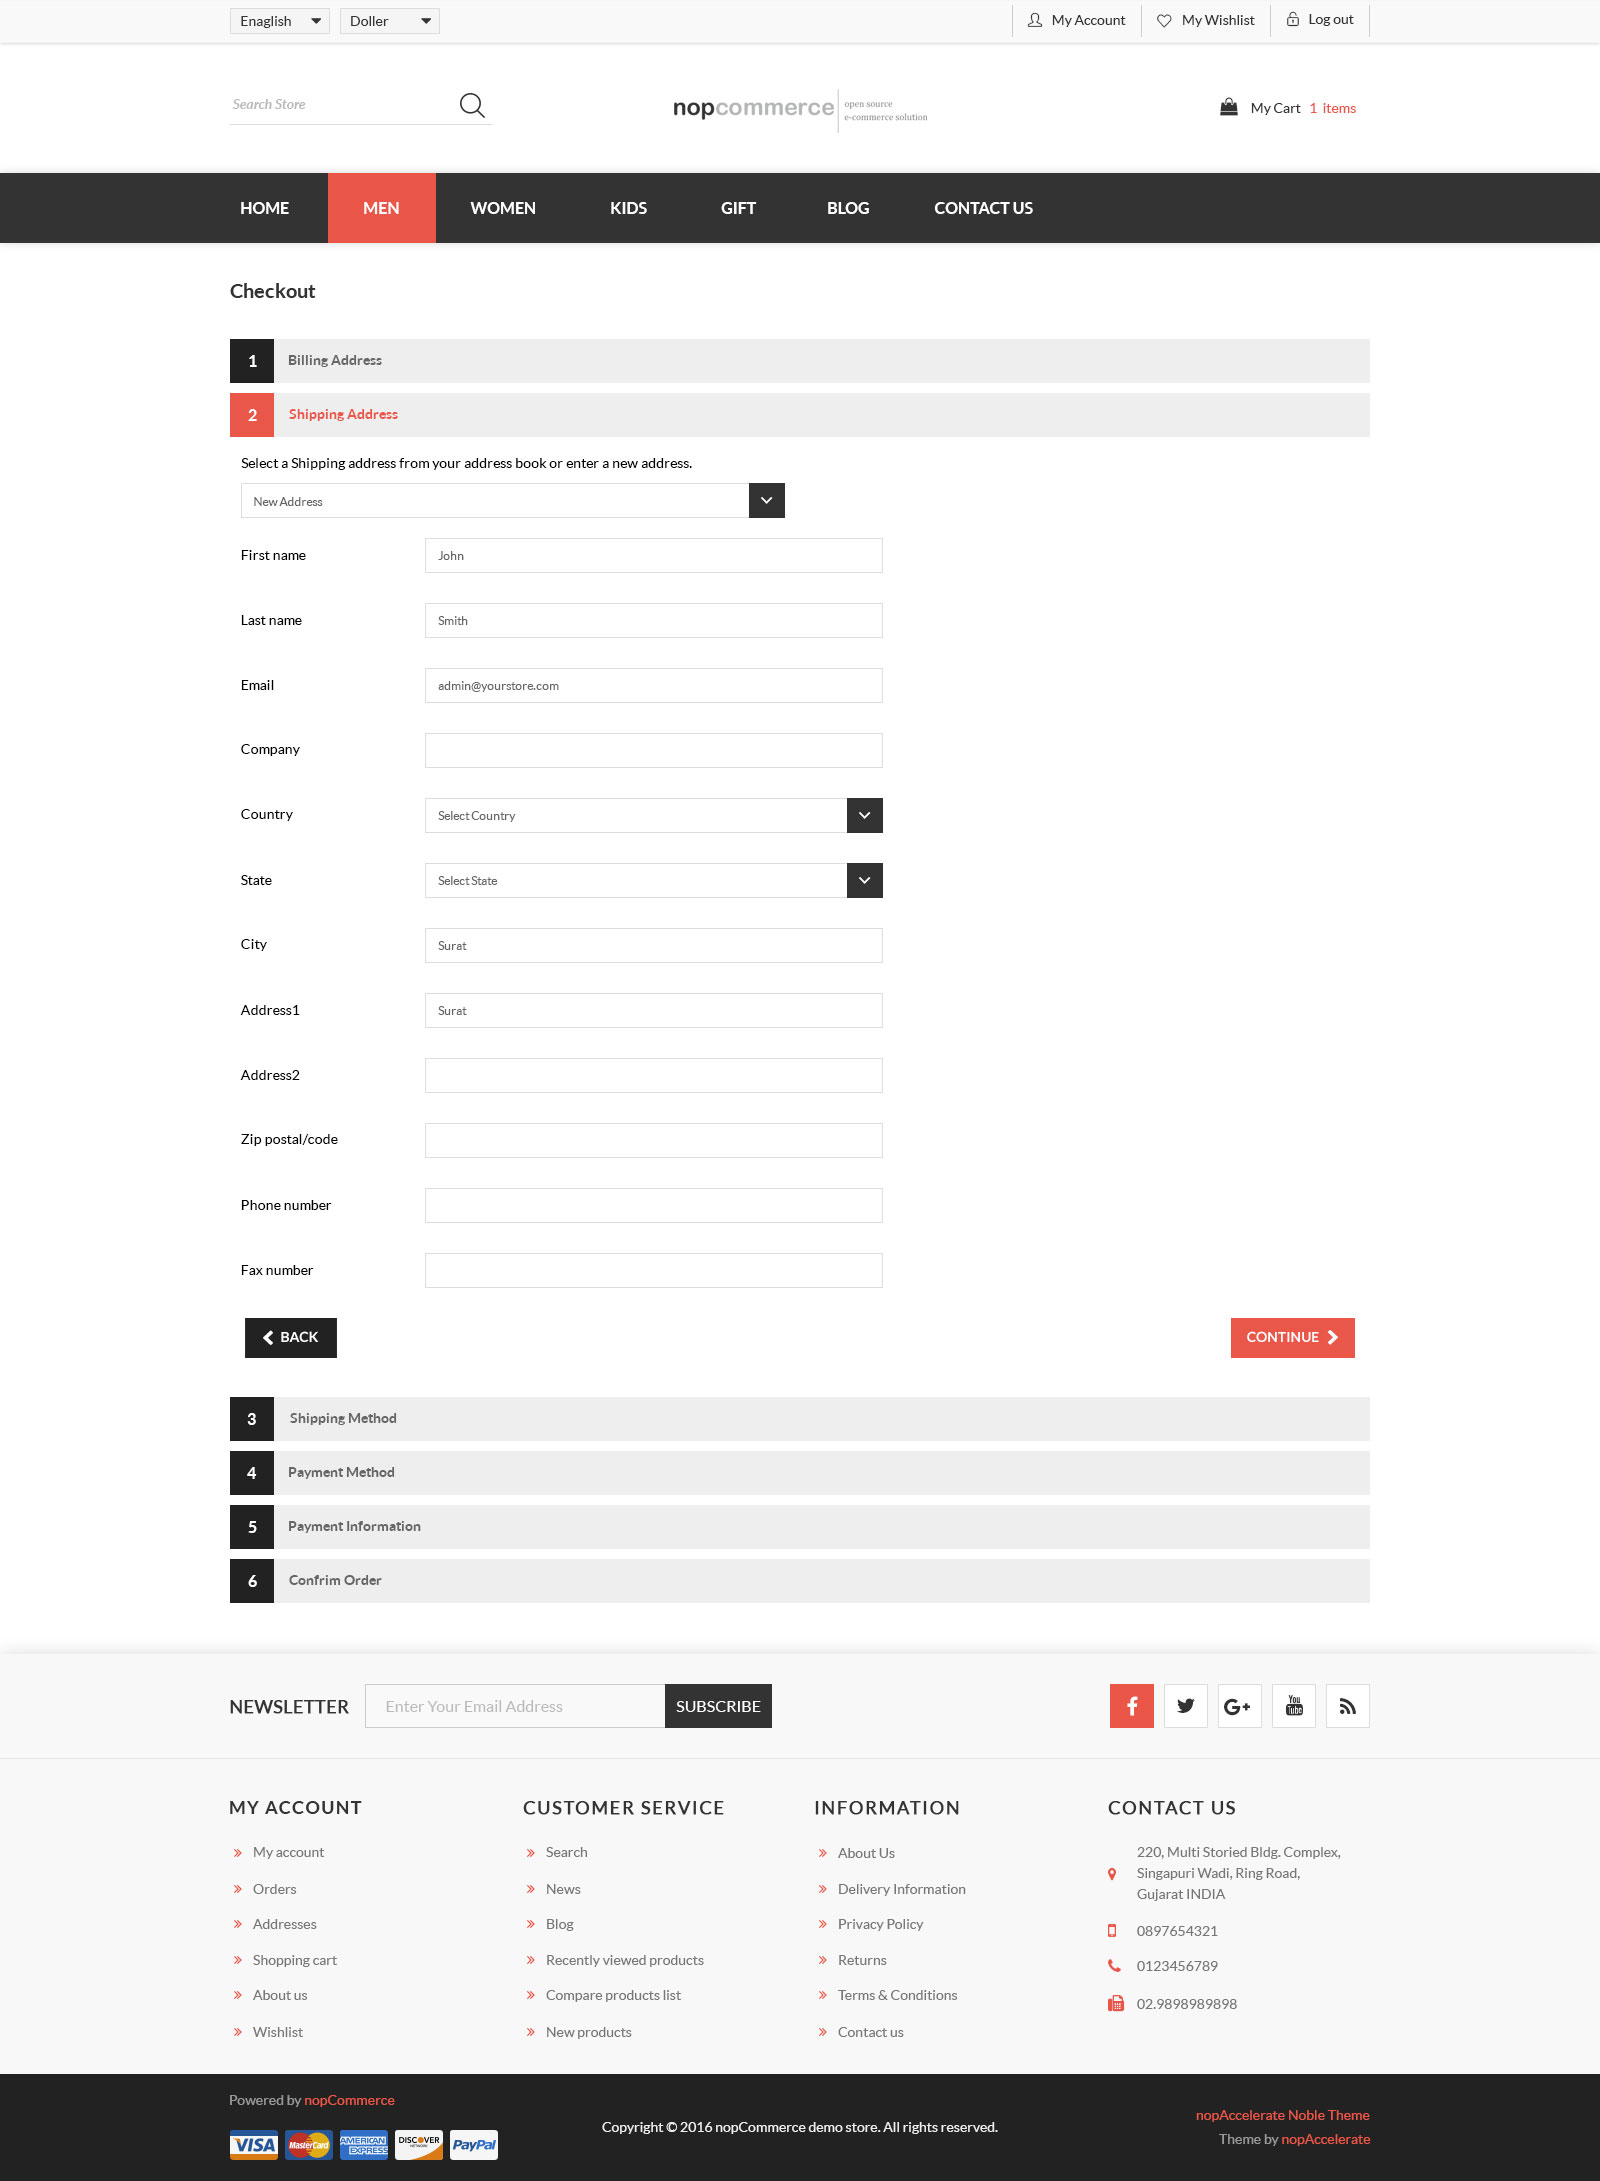 Enaglish Doller My Account My Wishlist Log out
Search Store
nopcommerce
open source
e-commerce solution
My Cart 1 items
HOME MEN WOMEN KIDS GIFT BLOG CONTACT US
Checkout
1 Billing Address
2 Shipping Address
Select a Shipping address from your address book or enter a new address.
New Address
First name John
Last name Smith
Email admin@yourstore.com
Company
Country Select Country
State Select State
City Surat
Address1 Surat
Address2
Zip postal/code
Phone number
Fax number
BACK CONTINUE
3 Shipping Method
4 Payment Method
5 Payment Information
6 Confrim Order
NEWSLETTER Enter Your Email Address SUBSCRIBE
You
Tube
MY ACCOUNT
My account
Orders
Addresses
Shopping cart
About us
Wishlist
CUSTOMER SERVICE
Search
News
Blog
Recently viewed products
Compare products list
New products
INFORMATION
About Us
Delivery Information
Privacy Policy
Returns
Terms & Conditions
Contact us
CONTACT US
220, Multi Storied Bldg. Complex,
Singapuri Wadi, Ring Road,
Gujarat INDIA
0897654321
0123456789
02.9898989898
Powered by nopCommerce
VISA MasterCard AMERICAN EXPRESS DISCOVER NETWORK PayPal
Copyright © 2016 nopCommerce demo store. All rights reserved.
nopAccelerate Noble Theme
Theme by nopAccelerate